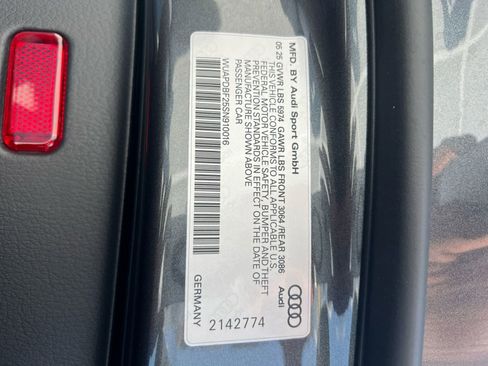 MFD. BY Audi Sport GmbH
05 25 GVWR LBS 5974 GAWR LBS FRONT 3064 /REAR 3086
THIS VEHICLE CONFORMS TO ALL APPLICABLE U.S.
FEDERAL MOTOR VEHICLE SAFETY, BUMPER AND THEFT
PREVENTION STANDARDS IN EFFECT ON THE DATE OF
MANUFACTURE SHOWN ABOVE
PASSENGER CAR
WUAPDBF25SN910016
Audi
2142774
GERMANY